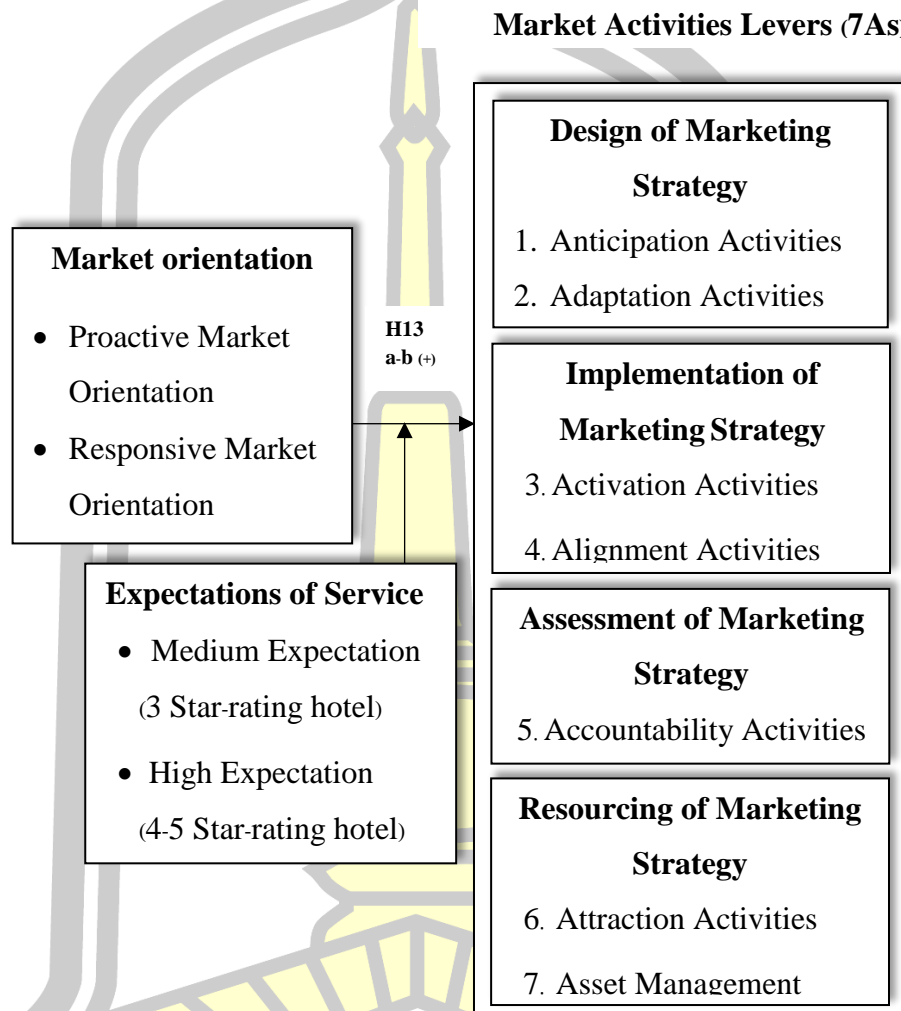 Market Activities Levers (7As
Market orientation
• Proactive Market
Orientation
• Responsive Market
Orientation
H13
a-b (+)
Expectations of Service
• Medium Expectation
(3 Star-rating hotel)
• High Expectation
(4-5 Star-rating hotel)
Design of Marketing
Strategy
1. Anticipation Activities
2. Adaptation Activities
Implementation of
Marketing Strategy
3. Activation Activities
4. Alignment Activities
Assessment of Marketing
Strategy
5. Accountability Activities
Resourcing of Marketing
Strategy
6. Attraction Activities
7. Asset Management